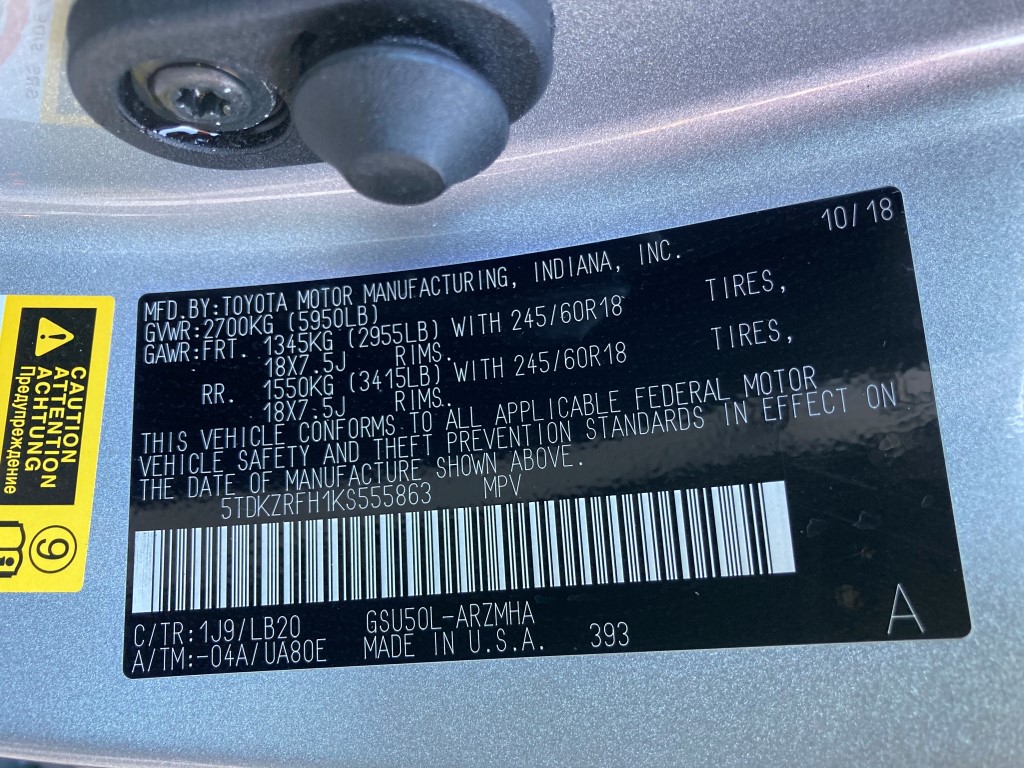 10/18
MFD.BY:TOYOTA MOTOR MANUFACTURING, INDIANA, INC.
GVWR:2700KG (5950LB)
GAWR:FRT. 1345KG (2955LB) WITH 245/60R18 TIRES,
18X7.5J RIMS.
RR. 1550KG (3415LB) WITH 245/60R18 TIRES,
18X7.5J RIMS.
THIS VEHICLE CONFORMS TO ALL APPLICABLE FEDERAL MOTOR
VEHICLE SAFETY AND THEFT PREVENTION STANDARDS IN EFFECT ON
THE DATE OF MANUFACTURE SHOWN ABOVE.
5TDKZRFH1KS555863 MPV
C/TR:1J9/LB20 GSU50L-ARZMHA
A/TM:-04A/UA80E MADE IN U.S.A. 393
A
CAUTION
ATTENTION
ACHTUNG
Предупреждение
9